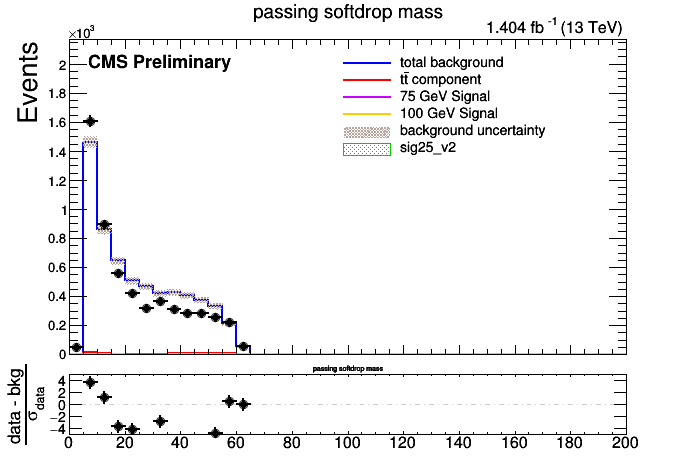 passing softdrop mass
1.404 fb⁻¹ (13 TeV)
×10³
CMS Preliminary
Events
total background
tt̄ component
75 GeV Signal
100 GeV Signal
background uncertainty
sig25_v2
2
1.8
1.6
1.4
1.2
1
0.8
0.6
0.4
0.2
0
passing softdrop mass
data - bkg
σ data
4
2
0
−2
−4
0 20 40 60 80 100 120 140 160 180 200